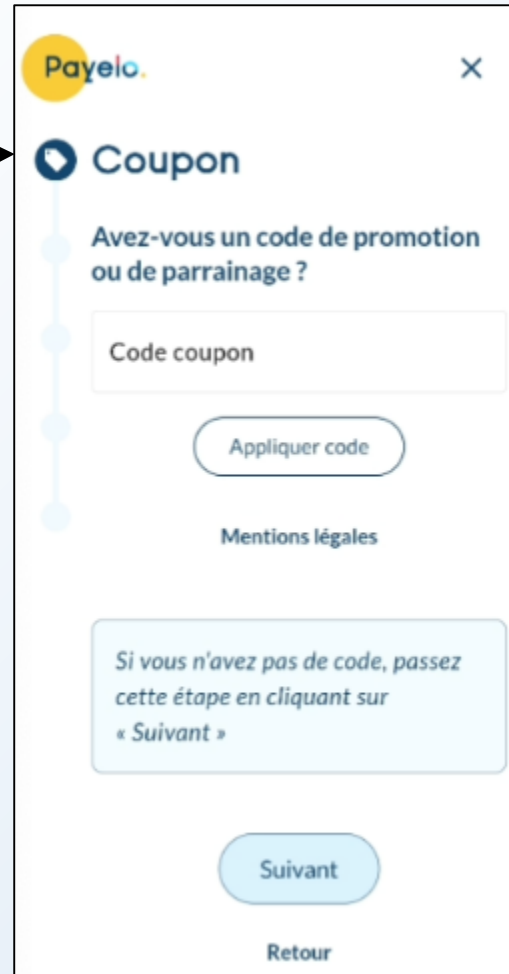 Payelo.
Coupon
Avez-vous un code de promotion
ou de parrainage ?
Code coupon
Appliquer code
Mentions légales
Si vous n'avez pas de code, passez
cette étape en cliquant sur
« Suivant »
Suivant
Retour